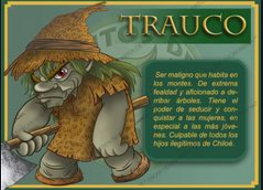 TRAUCO
Ser maligno que habita en
los montes. De extrema
fealdad y aficionado a de-
rribar árboles. Tiene el
poder de seducir y con-
quistar a las mujeres, en
especial a las más jóve-
nes. Culpable de todos los
hijos ilegítimos de Chiloé.